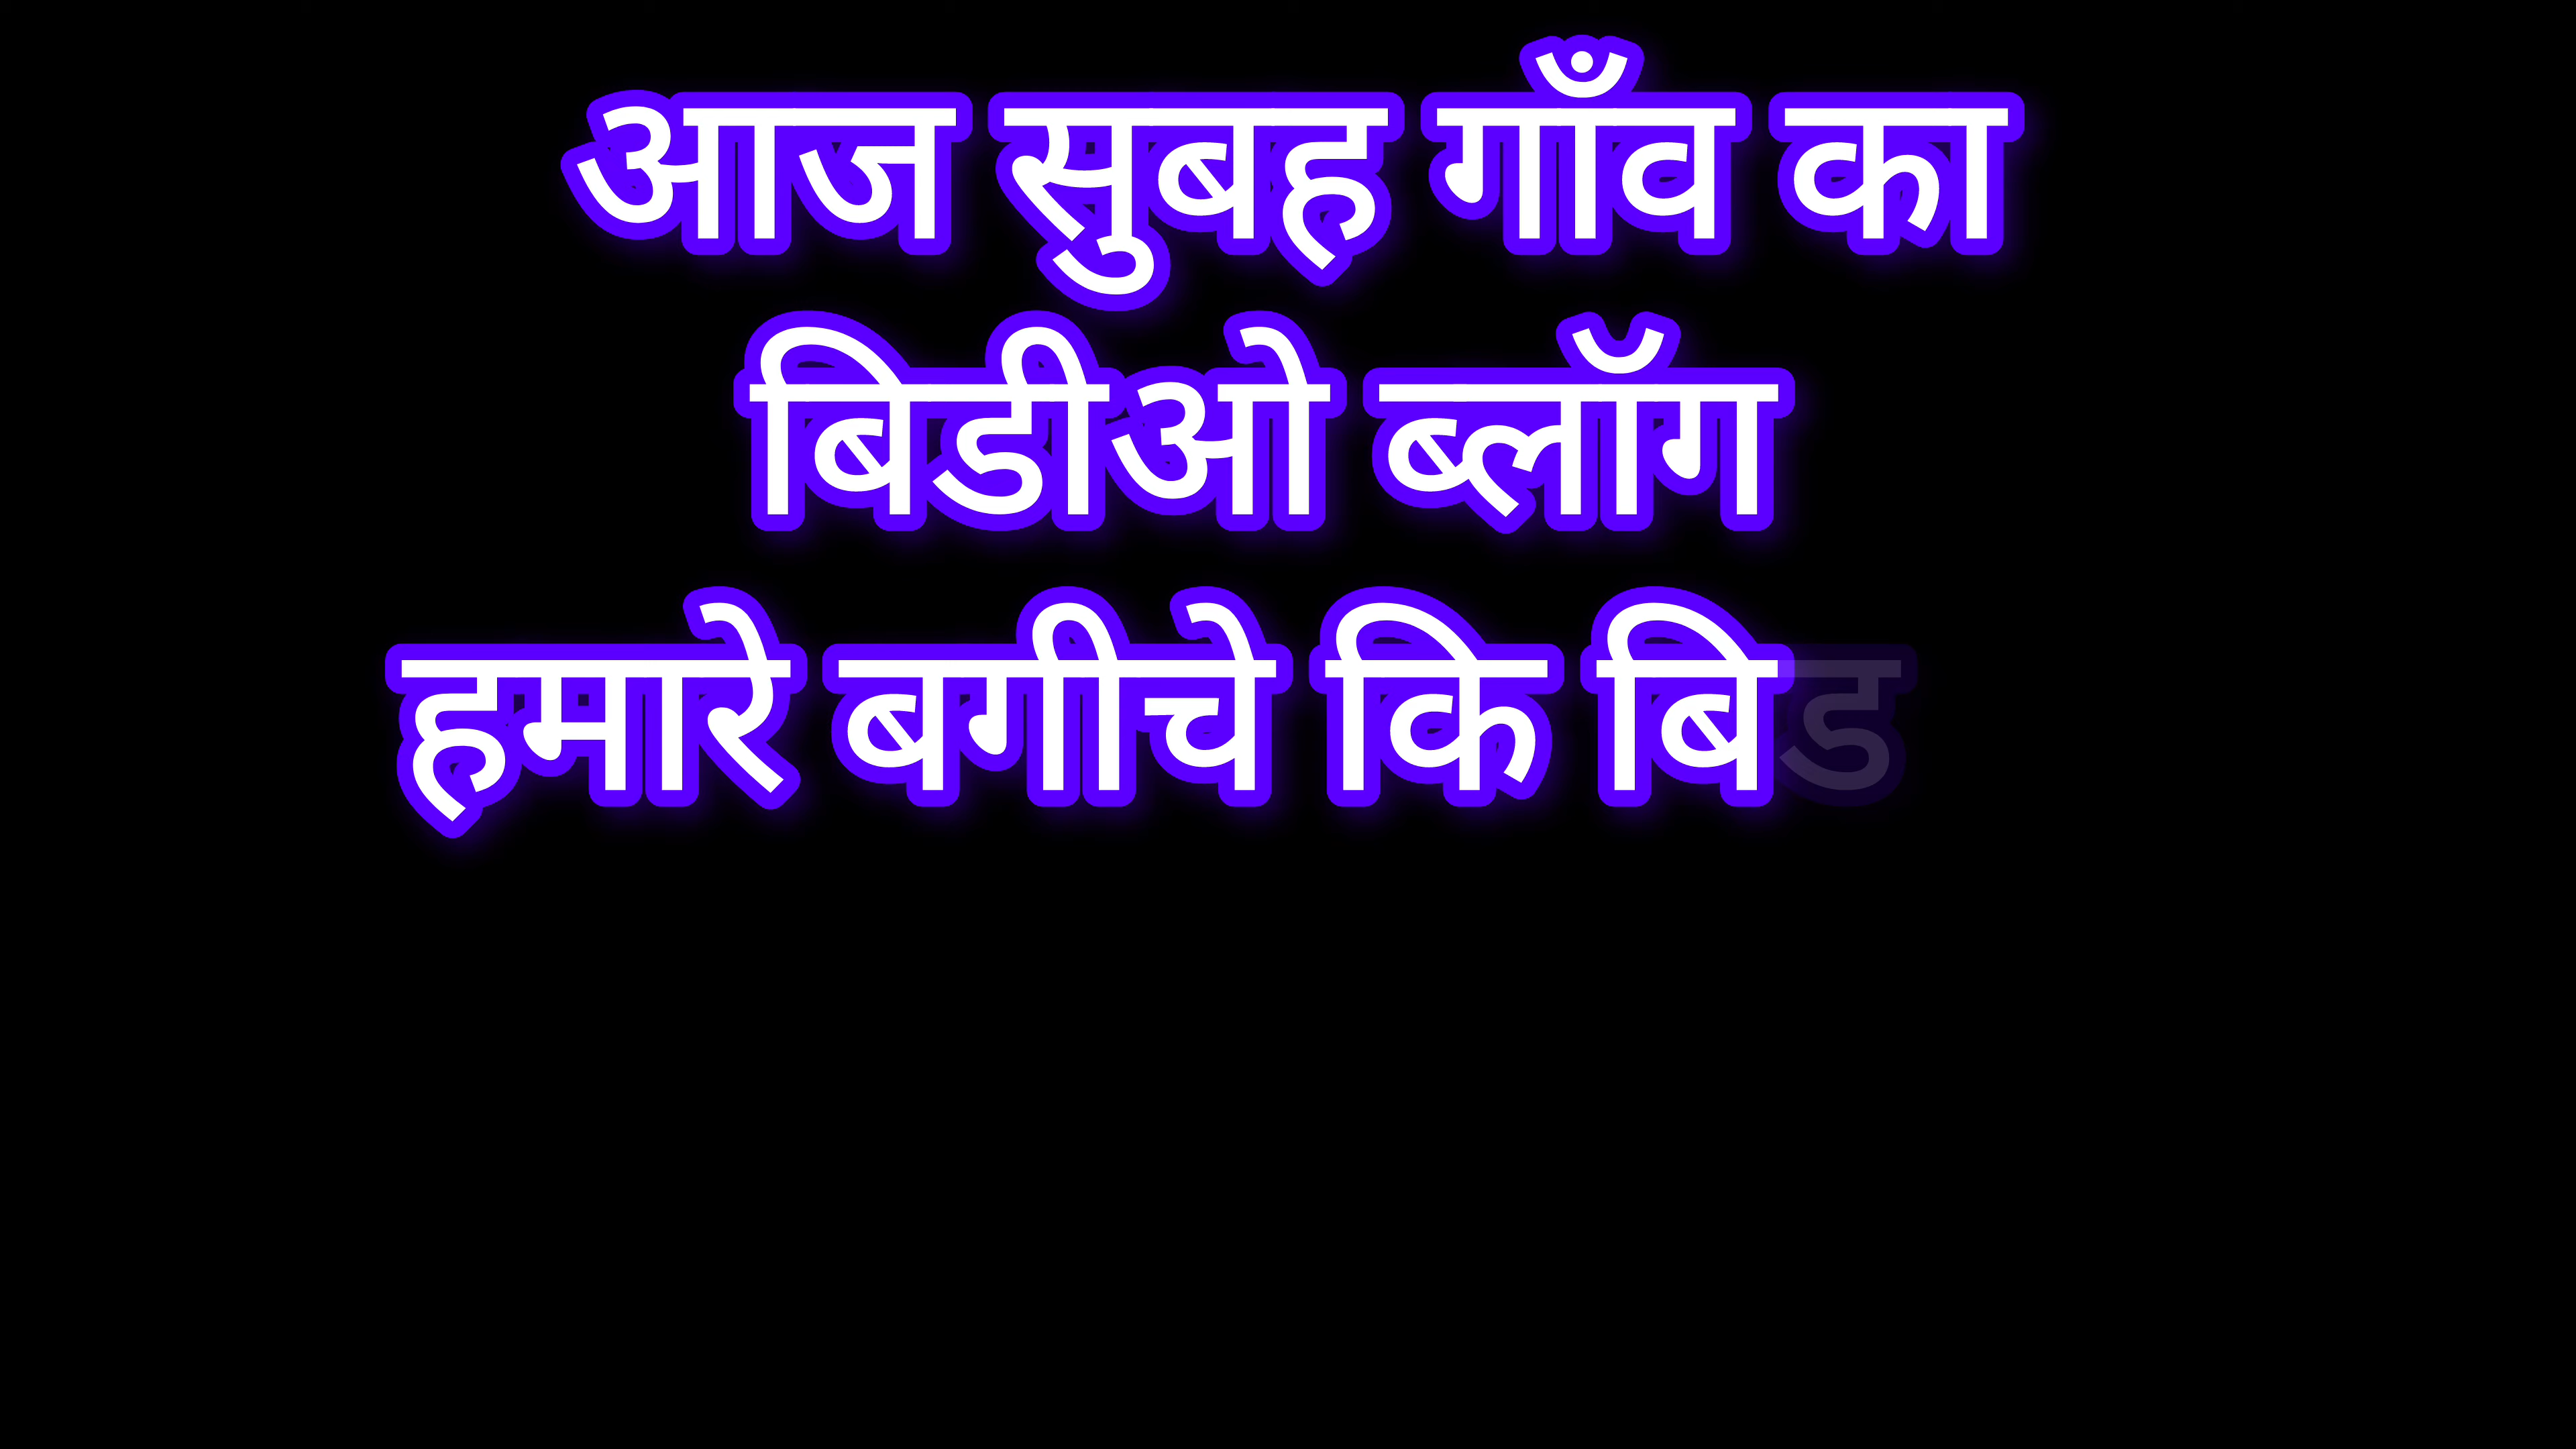 आज सुबह गाँव का
बिडीओ ब्लॉग
हमारे बगीचे कि बिड